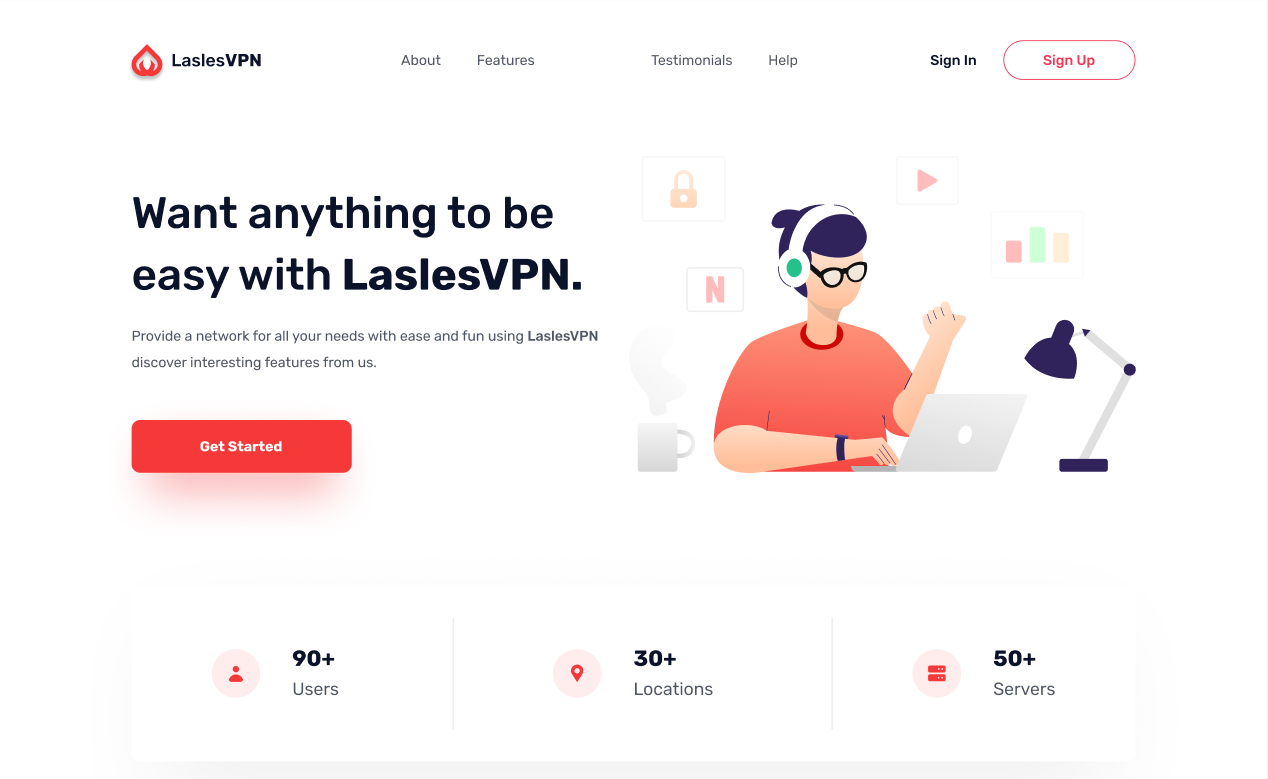 LaslesVPN
About
Features
Testimonials
Help
Sign In
Sign Up
Want anything to be
easy with LaslesVPN.
Provide a network for all your needs with ease and fun using LaslesVPN
discover interesting features from us.
Get Started
N
90+
Users
30+
Locations
50+
Servers